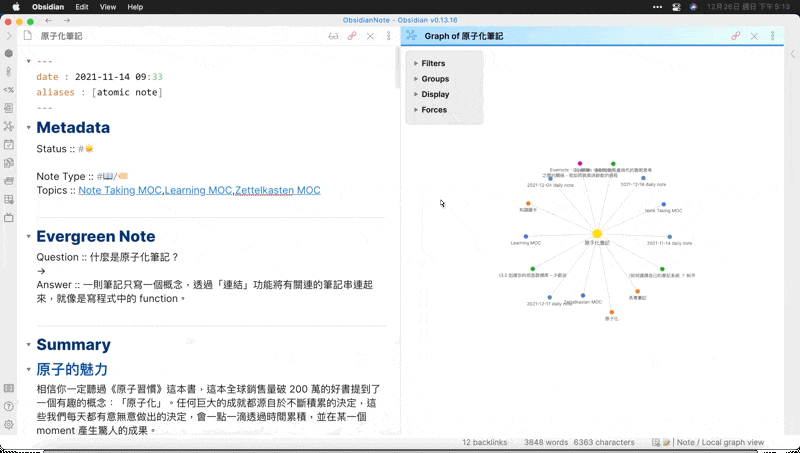 Obsidian File Edit View Help
12月26日 週日 下午5:13
ObsidianNote - Obsidian v0.13.16
原子化筆記
---
date : 2021-11-14 09:33
aliases : [atomic note]
---
Metadata
Status :: #🌟
Note Type :: #📖/
Topics :: Note Taking MOC,Learning MOC,Zettelkasten MOC
Evergreen Note
Question :: 什麼是原子化筆記?
→
Answer :: 一則筆記只寫一個概念,透過「連結」功能將有關連的筆記串連起
來,就像是寫程式中的 function。
Summary
原子的魅力
相信你一定聽過《原子習慣》這本書,這本全球銷售量破 200 萬的好書提到了
一個有趣的概念:「原子化」。任何巨大的成就都源自於不斷積累的決定,這
些我們每天都有意無意做出的決定,會一點一滴透過時間累積,並在某一個
moment 產生驚人的成果。
Graph of 原子化筆記
Filters
Groups
Display
Forces
2021-12-04 daily note
2021-12-16 daily note
Note Taking MOC
Learning MOC
原子化筆記
2021-11-14 daily note
2021-12-17 daily note
Zettelkasten MOC
長青筆記
原子化
12 backlinks 3848 words 6363 characters | Note / Local graph view